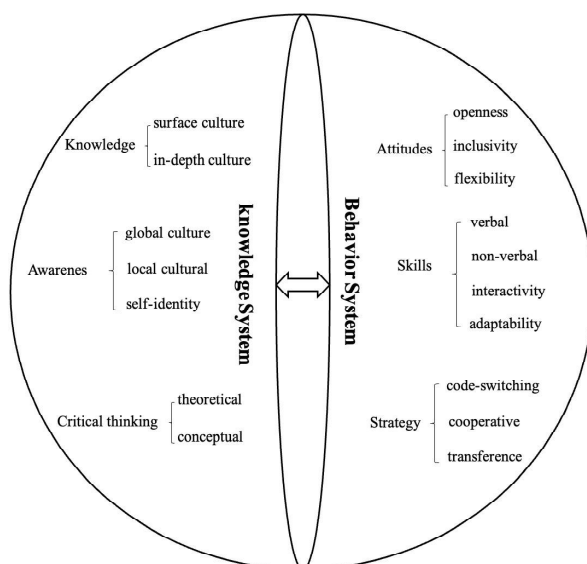 Knowledge
surface culture
in-depth culture
Awarenes
global culture
local cultural
self-identity
Critical thinking
theoretical
conceptual
knowledge System
Behavior System
Attitudes
openness
inclusivity
flexibility
Skills
verbal
non-verbal
interactivity
adaptability
Strategy
code-switching
cooperative
transference